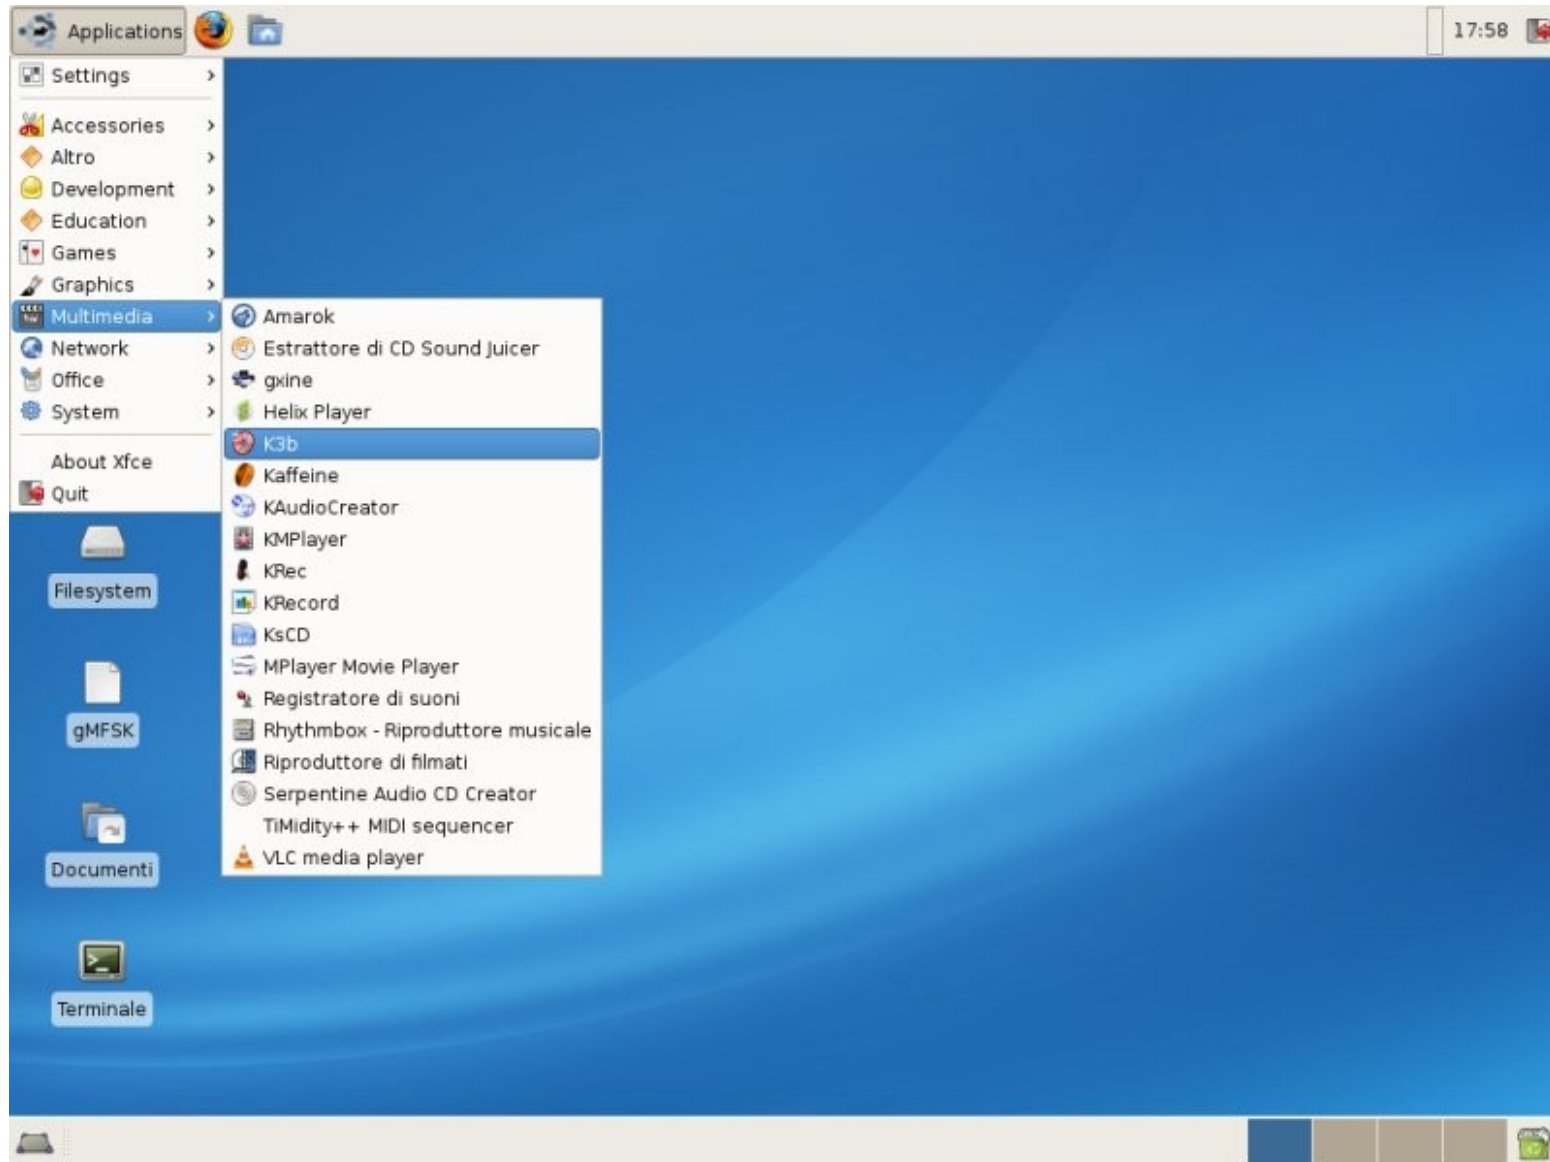 Applications
17:58
Settings
Accessories
Altro
Development
Education
Games
Graphics
Multimedia
Network
Office
System
About Xfce
Quit
Amarok
Estrattore di CD Sound Juicer
gxine
Helix Player
K3b
Kaffeine
KAudioCreator
KMPlayer
KRec
KRecord
KsCD
MPlayer Movie Player
Registratore di suoni
Rhythmbox - Riproduttore musicale
Riproduttore di filmati
Serpentine Audio CD Creator
TiMidity++ MIDI sequencer
VLC media player
Filesystem
gMFSK
Documenti
Terminale